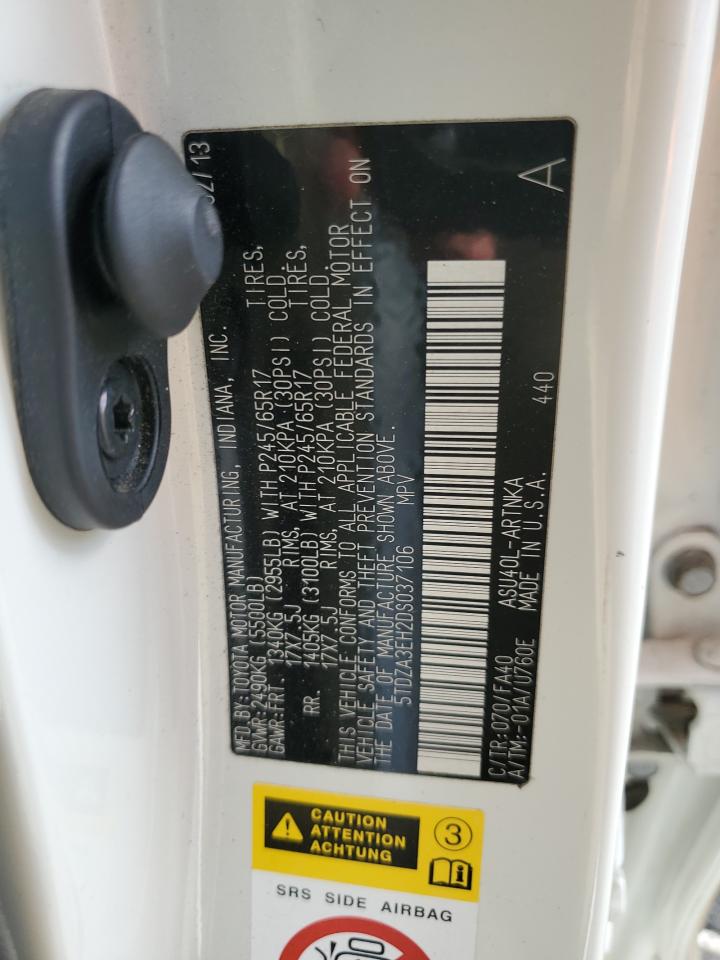 2/13
MFD BY:TOYOTA MOTOR MANUFACTURING, INDIANA, INC.
GVWR:2490KG (5500LB)
GAWR:FRT 1340KG (2955LB) WITH P245/65R17 TIRES,
17X7.5J RIMS, AT 210KPA (30PSI) COLD.
RR. 1405KG (3100LB) WITH P245/65R17 TIRES,
17X7.5J RIMS, AT 210KPA (30PSI) COLD.
THIS VEHICLE CONFORMS TO ALL APPLICABLE FEDERAL MOTOR
VEHICLE SAFETY AND THEFT PREVENTION STANDARDS IN EFFECT ON
THE DATE OF MANUFACTURE SHOWN ABOVE.
5TDZA3EH2DS037106 MPV
C/TR:070/FA40 ASU40L-ARTNKA 440 A
A/TM:-01A/U760E MADE IN U.S.A.
CAUTION
ATTENTION
ACHTUNG
3
SRS SIDE AIRBAG